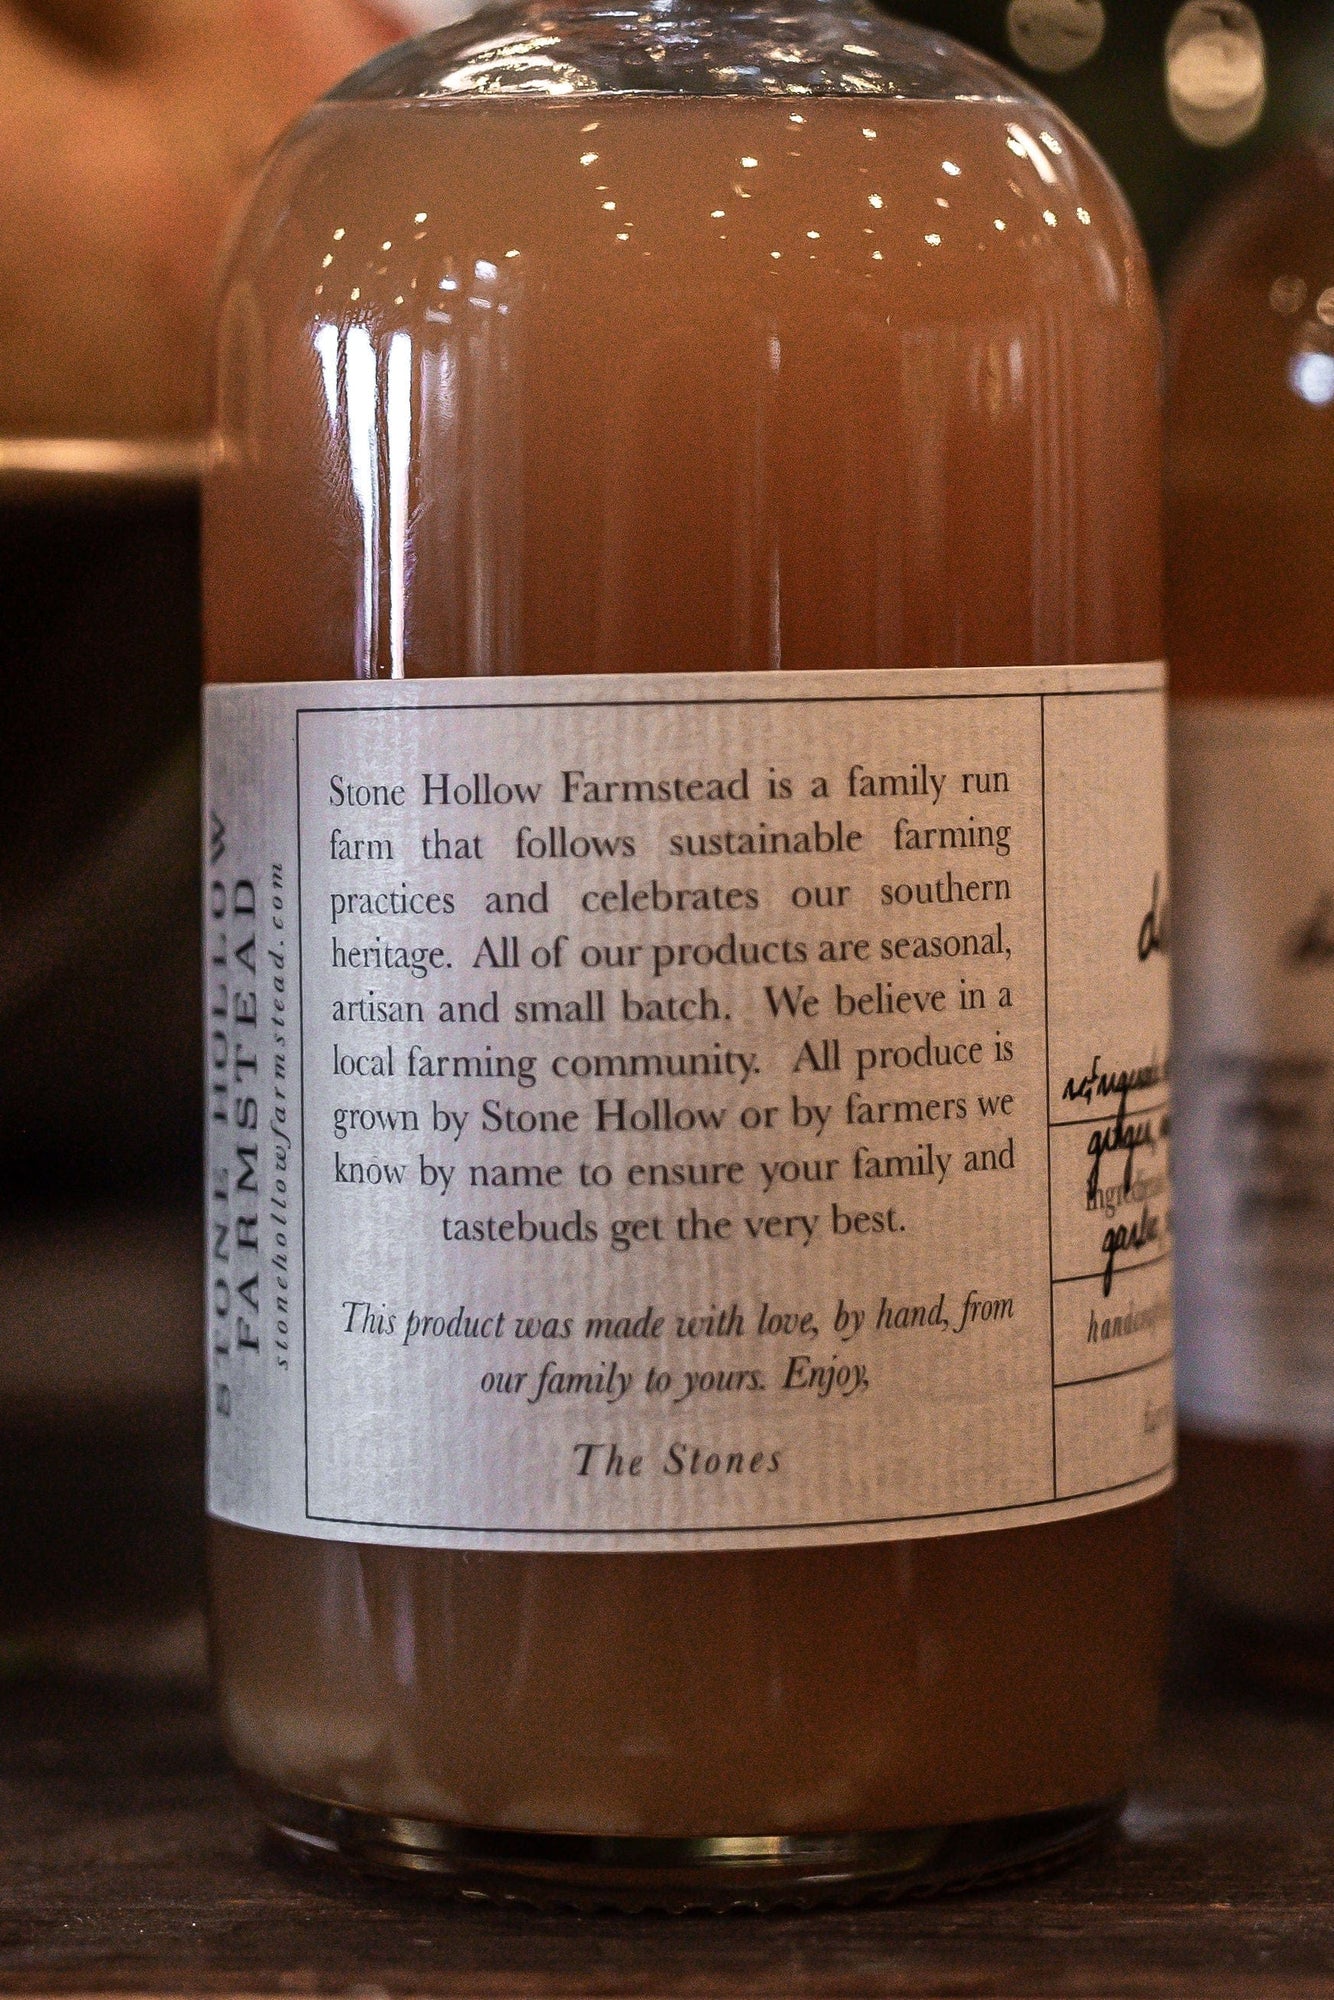 STONE HOLLOW
FARMSTEAD
stonehollowfarmstead.com
Stone Hollow Farmstead is a family run
farm that follows sustainable farming
practices and celebrates our southern
heritage. All of our products are seasonal,
artisan and small batch. We believe in a
local farming community. All produce is
grown by Stone Hollow or by farmers we
know by name to ensure your family and
tastebuds get the very best.
This product was made with love, by hand, from
our family to yours. Enjoy,
The Stones
ginger,